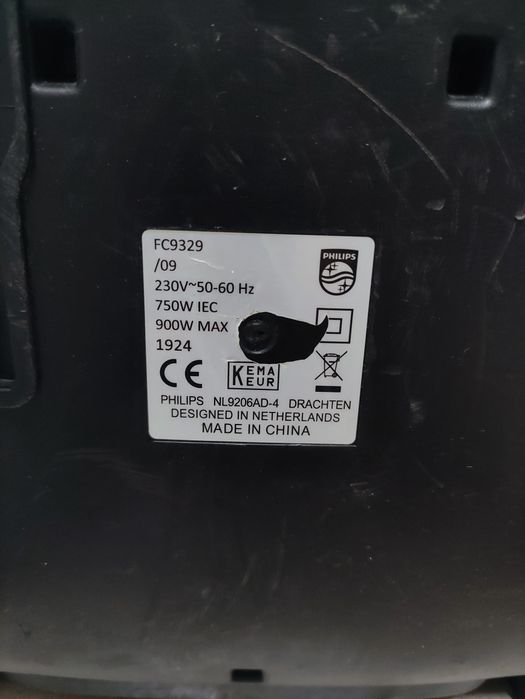 FC9329
/09
230V~50-60 Hz
750W IEC
900W MAX
1924
PHILIPS
CE
KEMA
EUR
PHILIPS NL9206AD-4 DRACHTEN
DESIGNED IN NETHERLANDS
MADE IN CHINA